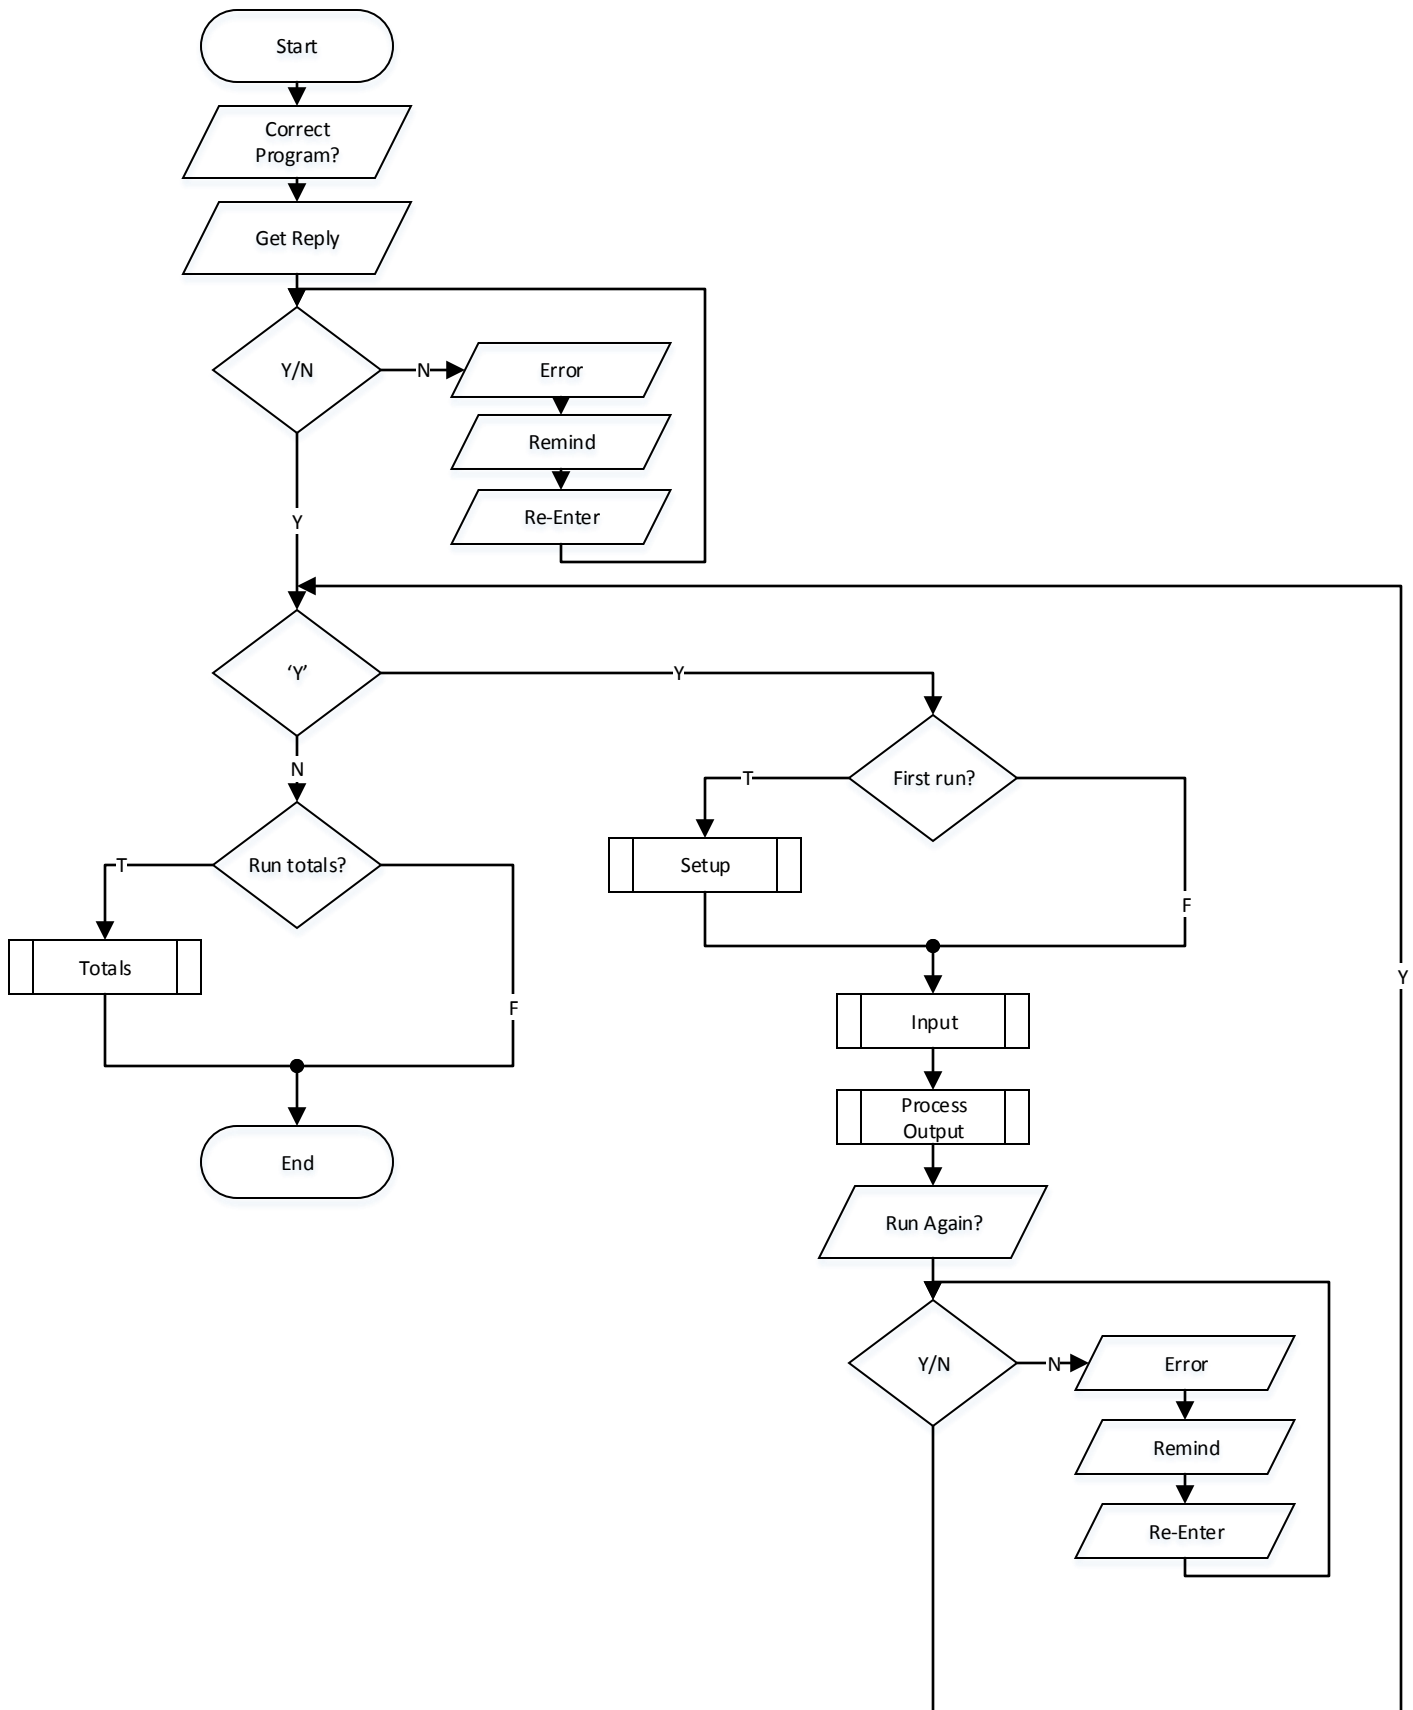 Start
Correct
Program?
Get Reply
Y/N
N
Error
Remind
Re-Enter
Y
‘Y’
Y
N
First run?
T
Setup
F
Run totals?
T
Totals
F
End
Input
Process
Output
Run Again?
Y/N
N
Error
Remind
Re-Enter
Y